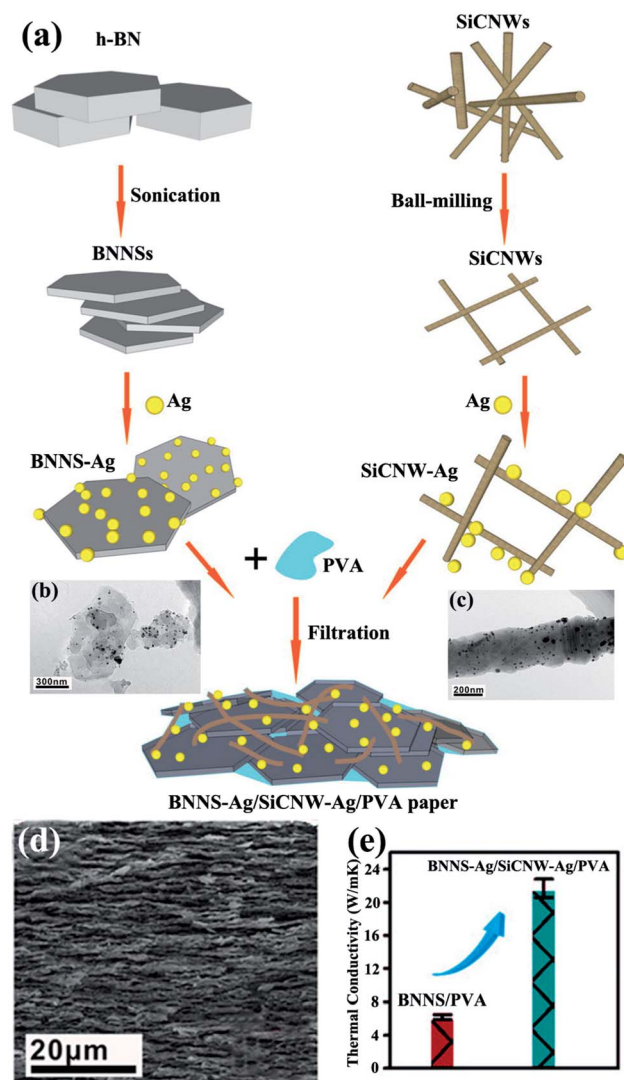 (a)
h-BN
SiCNWs
Sonication
Ball-milling
BNNSs
SiCNWs
Ag
Ag
BNNS-Ag
SiCNW-Ag
+
PVA
(b)
(c)
Filtration
300nm
200nm
BNNS-Ag/SiCNW-Ag/PVA paper
(d)
20μm
(e)
Thermal Conductivity (W/mK)
24
20
16
12
8
4
0
BNNS-Ag/SiCNW-Ag/PVA
BNNS/PVA